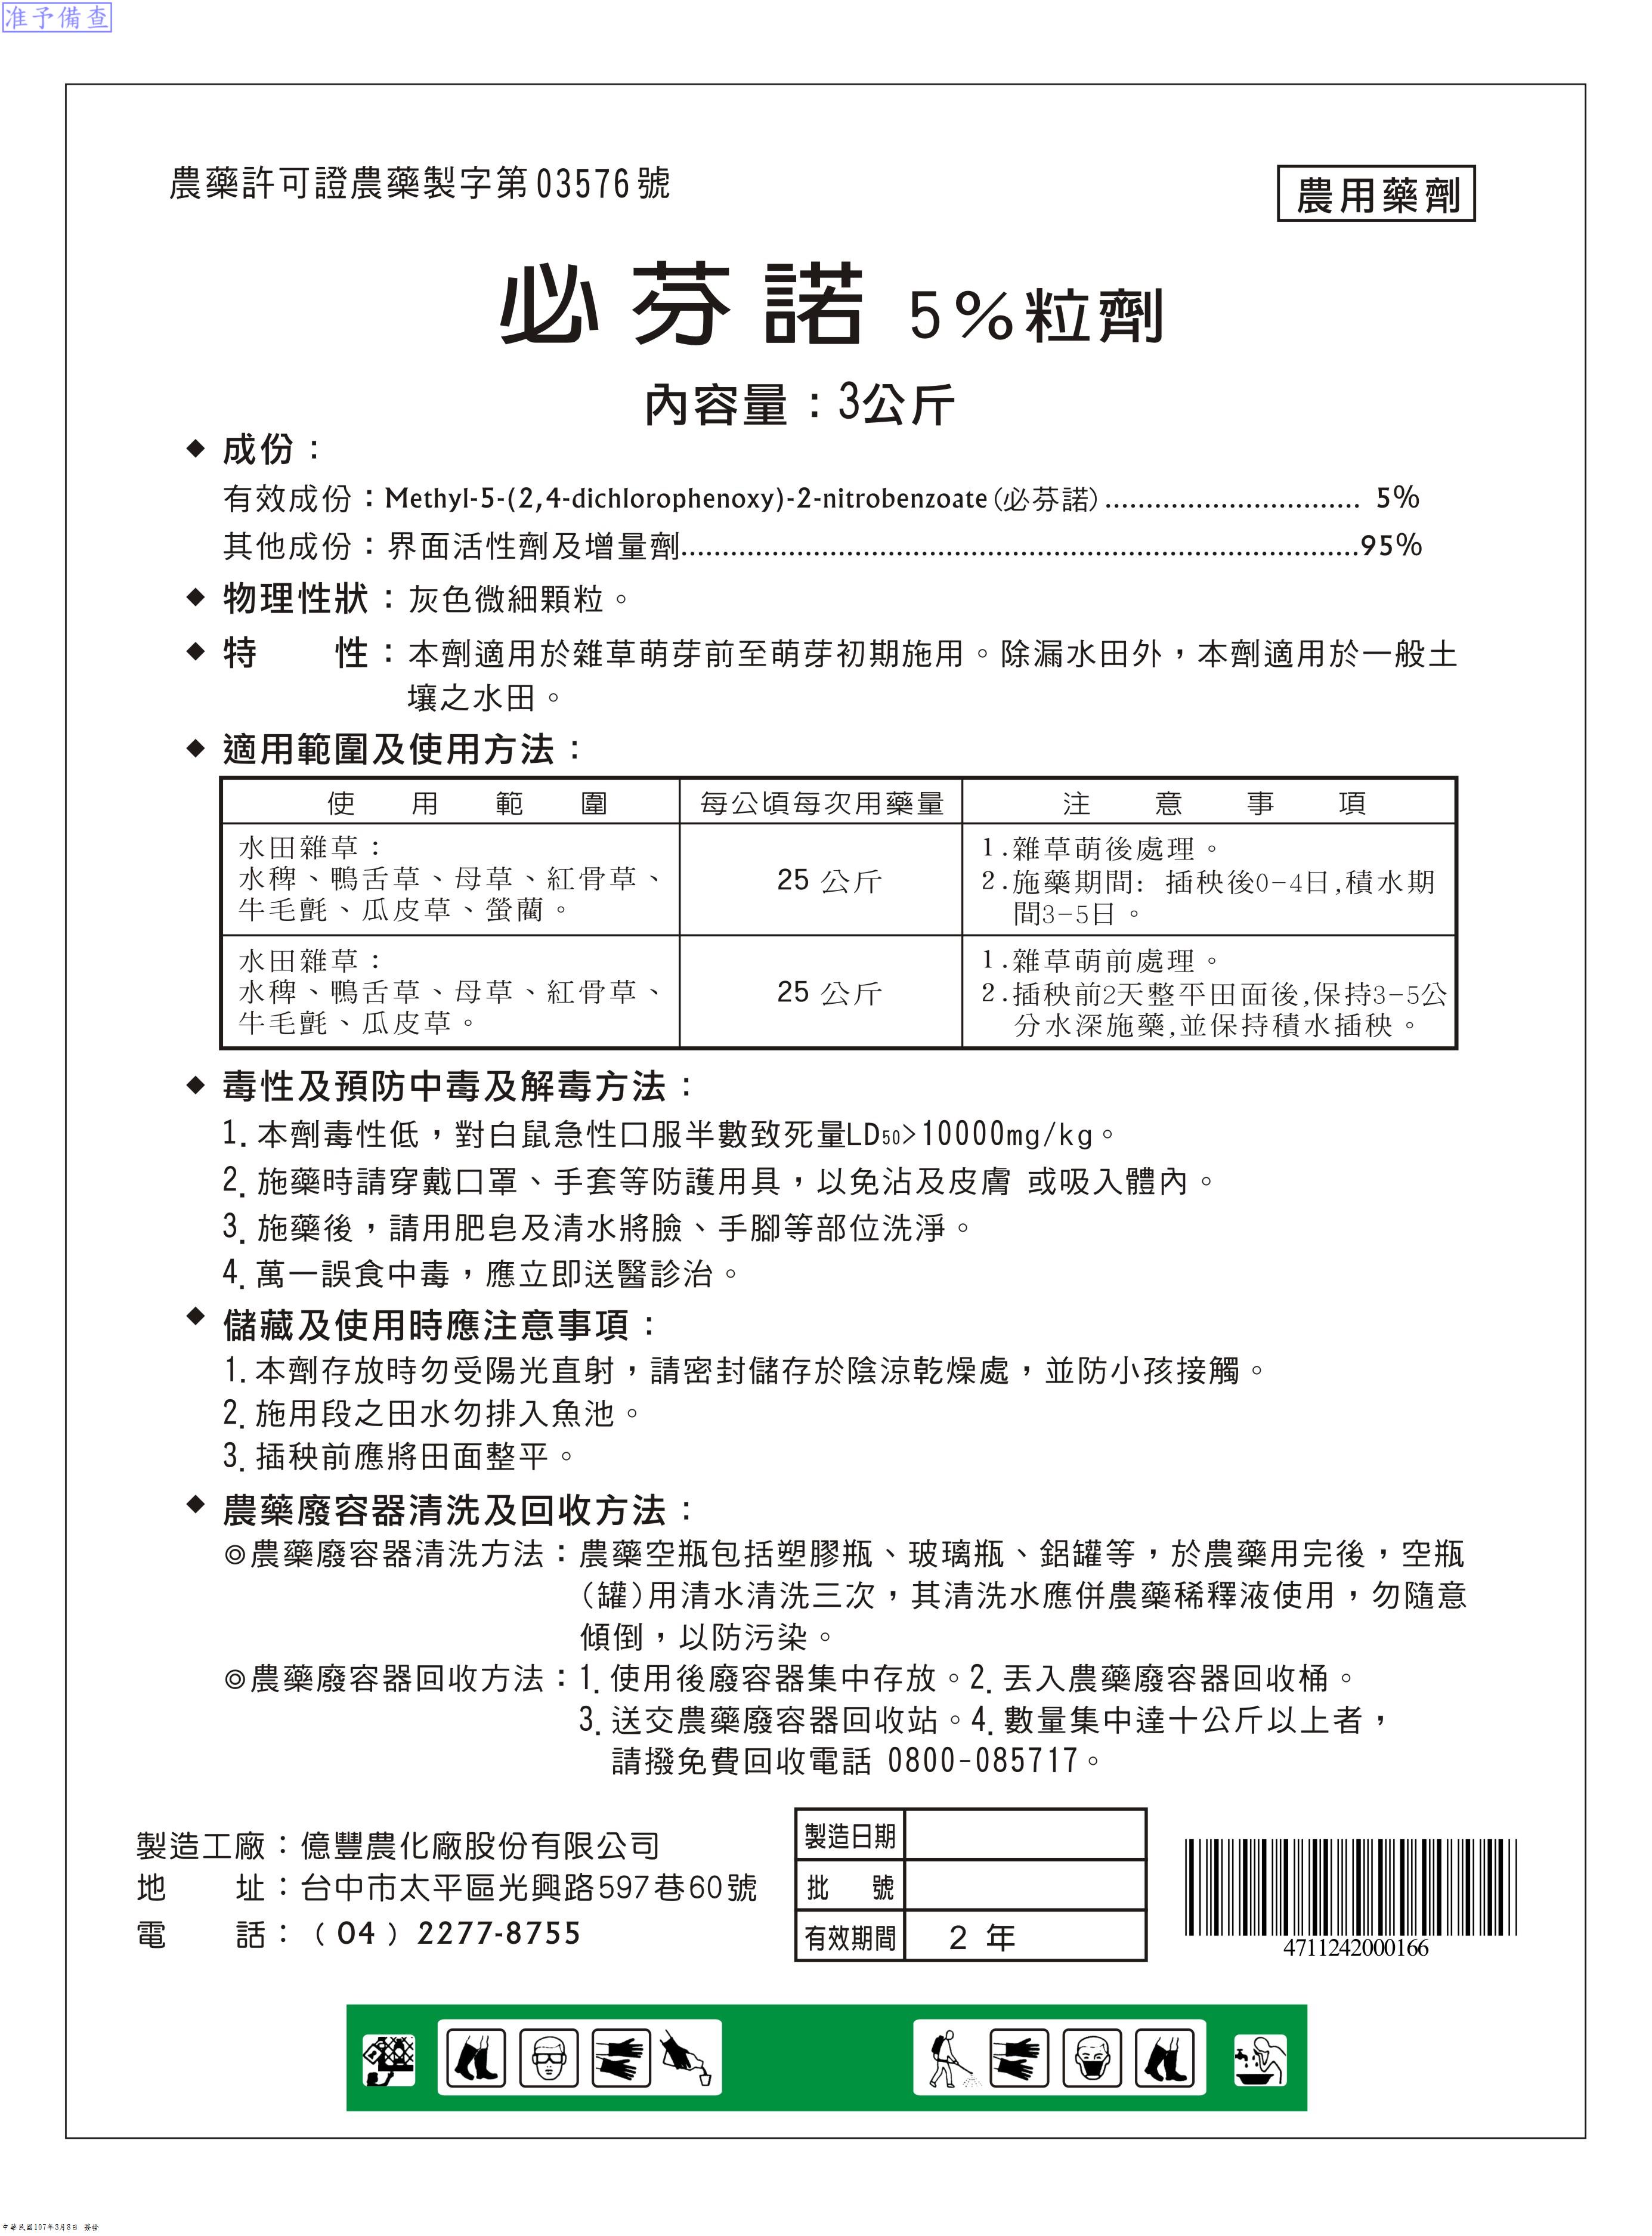 准予備查
農藥許可證農藥製字第03576號
農用藥劑
必芬諾 5%粒劑
內容量：3公斤
◆ 成份：
有效成份：Methyl-5-(2,4-dichlorophenoxy)-2-nitrobenzoate(必芬諾)............................... 5%
其他成份：界面活性劑及增量劑..................................................................................95%
◆ 物理性狀：灰色微細顆粒。
◆ 特　　性：本劑適用於雜草萌芽前至萌芽初期施用。除漏水田外，本劑適用於一般土
壤之水田。
◆ 適用範圍及使用方法：
使用範圍 每公頃每次用藥量 注意事項
水田雜草：
水稗、鴨舌草、母草、紅骨草、
牛毛氈、瓜皮草、螢藺。
25 公斤
1.雜草萌後處理。
2.施藥期間: 插秧後0-4日,積水期
間3-5日。
水田雜草：
水稗、鴨舌草、母草、紅骨草、
牛毛氈、瓜皮草。
25 公斤
1.雜草萌前處理。
2.插秧前2天整平田面後,保持3-5公
分水深施藥,並保持積水插秧。
◆ 毒性及預防中毒及解毒方法：
1. 本劑毒性低，對白鼠急性口服半數致死量LD50>10000mg/kg。
2. 施藥時請穿戴口罩、手套等防護用具，以免沾及皮膚 或吸入體內。
3. 施藥後，請用肥皂及清水將臉、手腳等部位洗淨。
4. 萬一誤食中毒，應立即送醫診治。
◆ 儲藏及使用時應注意事項：
1. 本劑存放時勿受陽光直射，請密封儲存於陰涼乾燥處，並防小孩接觸。
2. 施用段之田水勿排入魚池。
3. 插秧前應將田面整平。
◆ 農藥廢容器清洗及回收方法：
◎農藥廢容器清洗方法：農藥空瓶包括塑膠瓶、玻璃瓶、鋁罐等，於農藥用完後，空瓶
(罐)用清水清洗三次，其清洗水應併農藥稀釋液使用，勿隨意
傾倒，以防污染。
◎農藥廢容器回收方法：1. 使用後廢容器集中存放。2. 丟入農藥廢容器回收桶。
3. 送交農藥廢容器回收站。4. 數量集中達十公斤以上者，
請撥免費回收電話 0800-085717。
製造工廠：億豐農化廠股份有限公司
地　　址：台中市太平區光興路597巷60號
電　　話：（04）2277-8755
製造日期
批　號
有效期間 2 年
4711242000166
中華民國107年3月8日 簽發